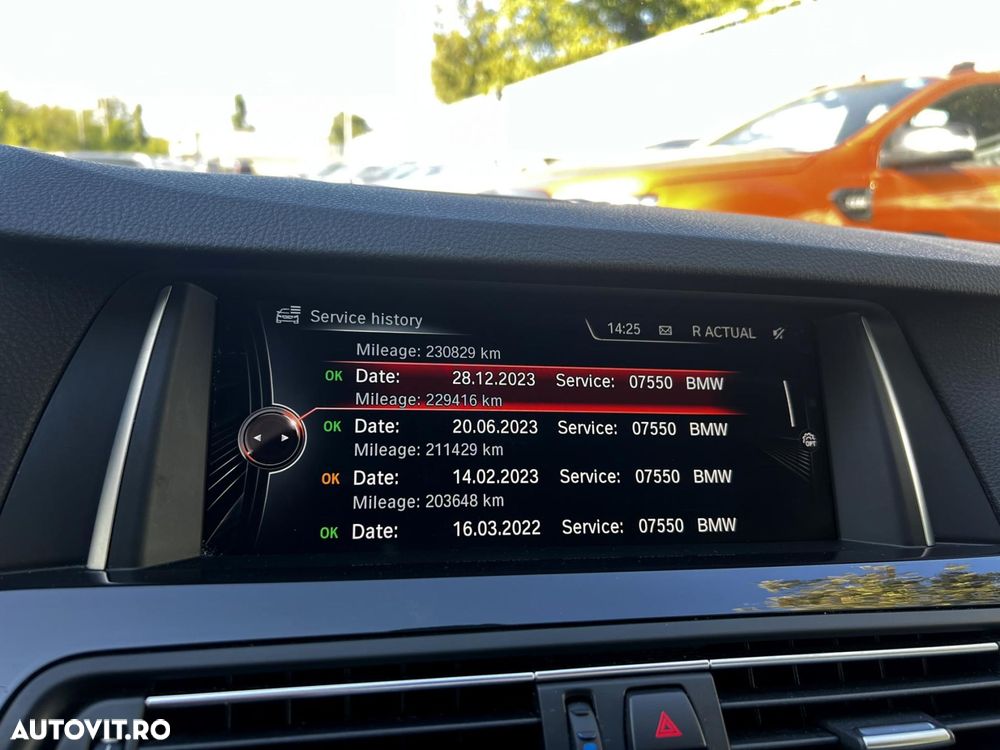 Service history
14:25 R ACTUAL
Mileage: 230829 km
OK Date: 28.12.2023 Service: 07550 BMW
Mileage: 229416 km
OK Date: 20.06.2023 Service: 07550 BMW
Mileage: 211429 km
OK Date: 14.02.2023 Service: 07550 BMW
Mileage: 203648 km
OK Date: 16.03.2022 Service: 07550 BMW
OPT
AUTOVIT.RO